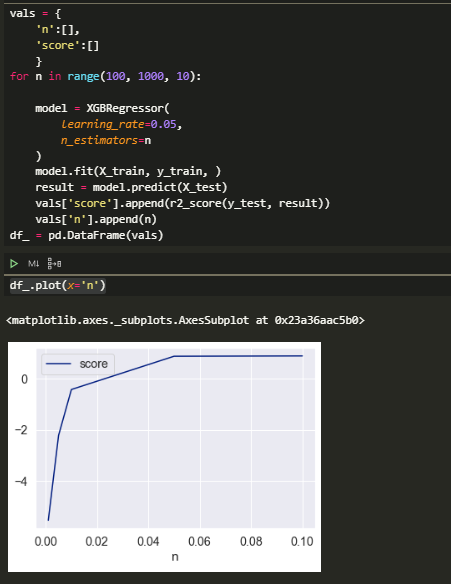 vals = {
    'n':[],
    'score':[]
    }
for n in range(100, 1000, 10):
    model = XGBRegressor(
        learning_rate=0.05,
        n_estimators=n
    )
    model.fit(X_train, y_train, )
    result = model.predict(X_test)
    vals['score'].append(r2_score(y_test, result))
    vals['n'].append(n)
df_ = pd.DataFrame(vals)
M↓
df_.plot(x='n')
<matplotlib.axes._subplots.AxesSubplot at 0x23a36aac5b0>
score
0
−2
−4
0.00 0.02 0.04 0.06 0.08 0.10
n